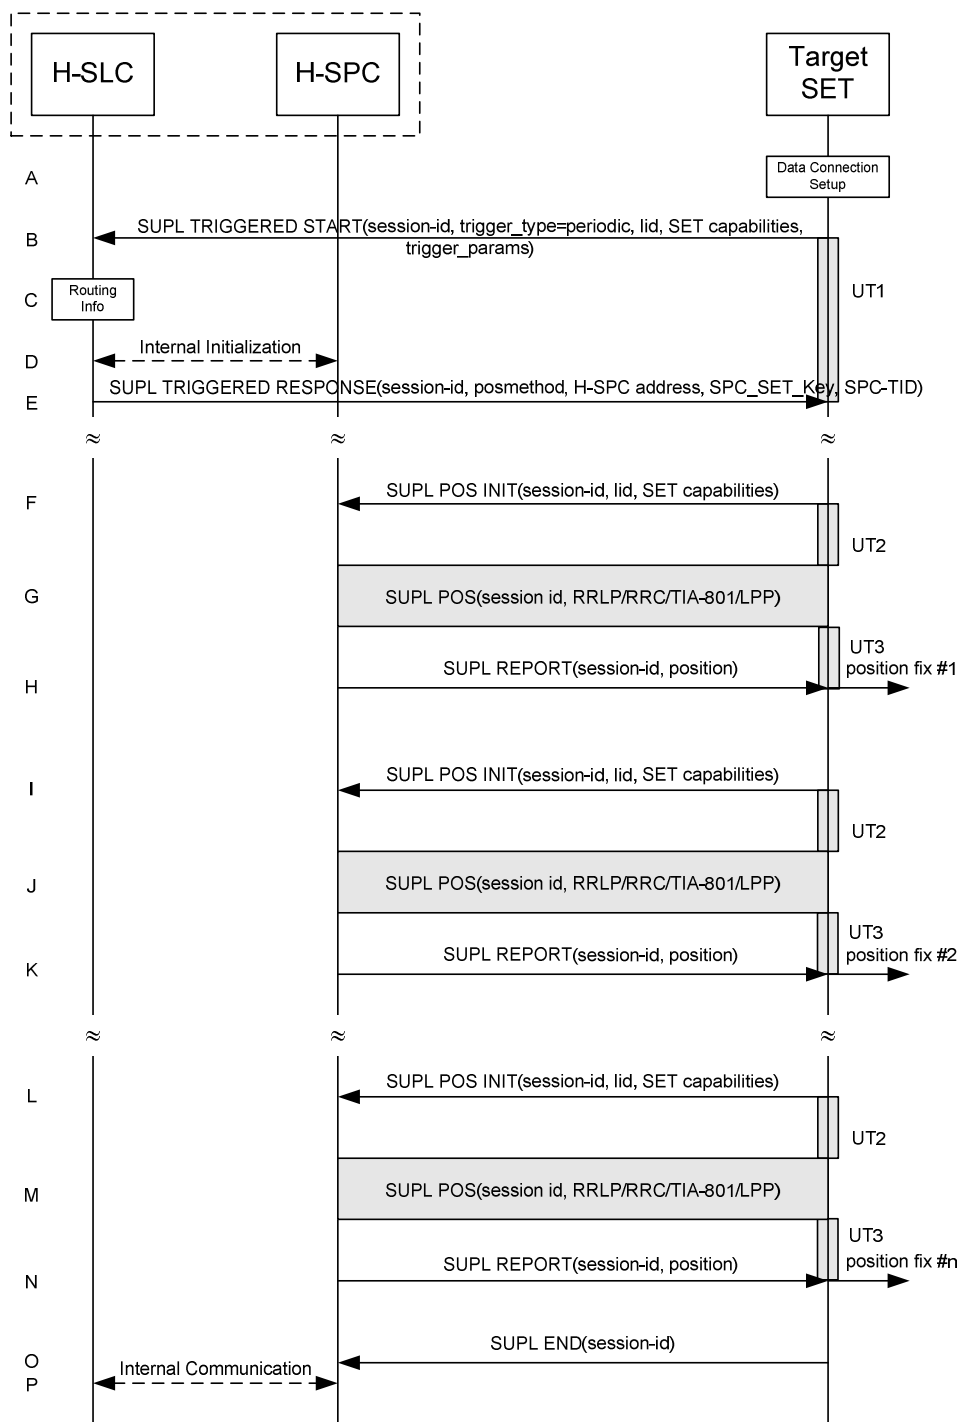 H-SLC
H-SPC
Target
SET
A
Data Connection
Setup
B
SUPL TRIGGERED START(session-id, trigger_type=periodic, lid, SET capabilities,
trigger_params)
C
Routing
Info
UT1
D
Internal Initialization
E
SUPL TRIGGERED RESPONSE(session-id, posmethod, H-SPC address, SPC_SET_Key, SPC-TID)
≈
≈
≈
F
SUPL POS INIT(session-id, lid, SET capabilities)
UT2
G
SUPL POS(session id, RRLP/RRC/TIA-801/LPP)
UT3
H
SUPL REPORT(session-id, position)
position fix #1
I
SUPL POS INIT(session-id, lid, SET capabilities)
UT2
J
SUPL POS(session id, RRLP/RRC/TIA-801/LPP)
UT3
K
SUPL REPORT(session-id, position)
position fix #2
≈
≈
≈
L
SUPL POS INIT(session-id, lid, SET capabilities)
UT2
M
SUPL POS(session id, RRLP/RRC/TIA-801/LPP)
UT3
N
SUPL REPORT(session-id, position)
position fix #n
O
SUPL END(session-id)
P
Internal Communication